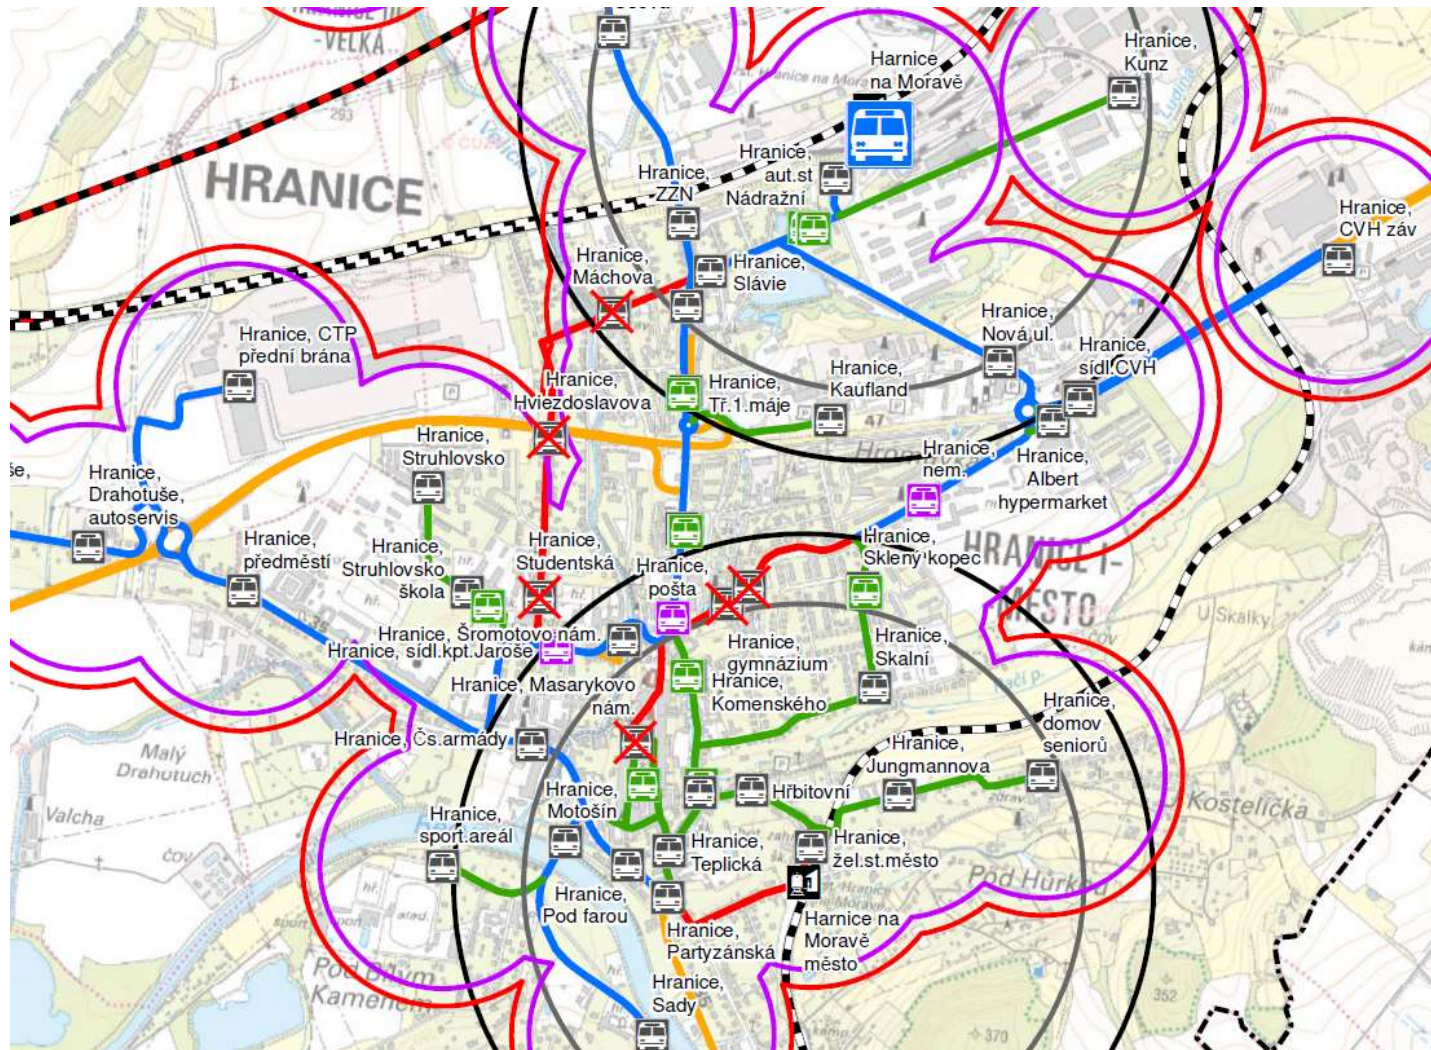 -VELKÁ
293
HRANICE
Harnice
na Moravě
Hranice,
Kunz
Hranice,
aut.st
Nádražní
Hranice,
ZZN
Hranice,
CVH záv
Hranice,
Máchova
Hranice,
Slávie
Hranice, CTP
přední brána
Hranice,
Nová ul.
Hranice,
sídl.CVH
Hranice,
Kaufland
Hranice,
Hviezdoslavova
Hranice,
Tř.1.máje
47
Hranice,
Struhlovsko
Hranice,
nem.
Hranice,
Albert
hypermarket
Hranice,
Drahotuše,
autoservis
Hranice,
předměstí
Hranice,
Struhlovsko
škola
Hranice,
Studentská
Hranice,
pošta
Hranice,
Sklený kopec
HRANICE I-
MĚSTO
U Skalky
Hranice, Šromotovo nám.
Hranice, sídl.kpt.Jaroše
Hranice,
gymnázium
Hranice,
Skalní
Hranice, Masarykovo
nám.
Hranice,
Komenského
Hranice,
domov
seniorů
Hranice, Čs.armády
Hranice,
Jungmannova
Malý
Drahotuch
Valcha
Hranice,
Motošín
Hřbitovní
U Kostelíčka
Hranice,
sport.areál
čov
Hranice,
Teplická
Hranice,
žel.st.město
Pod Hůrkou
Hranice,
Pod farou
Hranice,
Partyzánská
Harnice na
Moravě
město
Pod Bílým
Kamenem
Hranice,
Sady
352
370